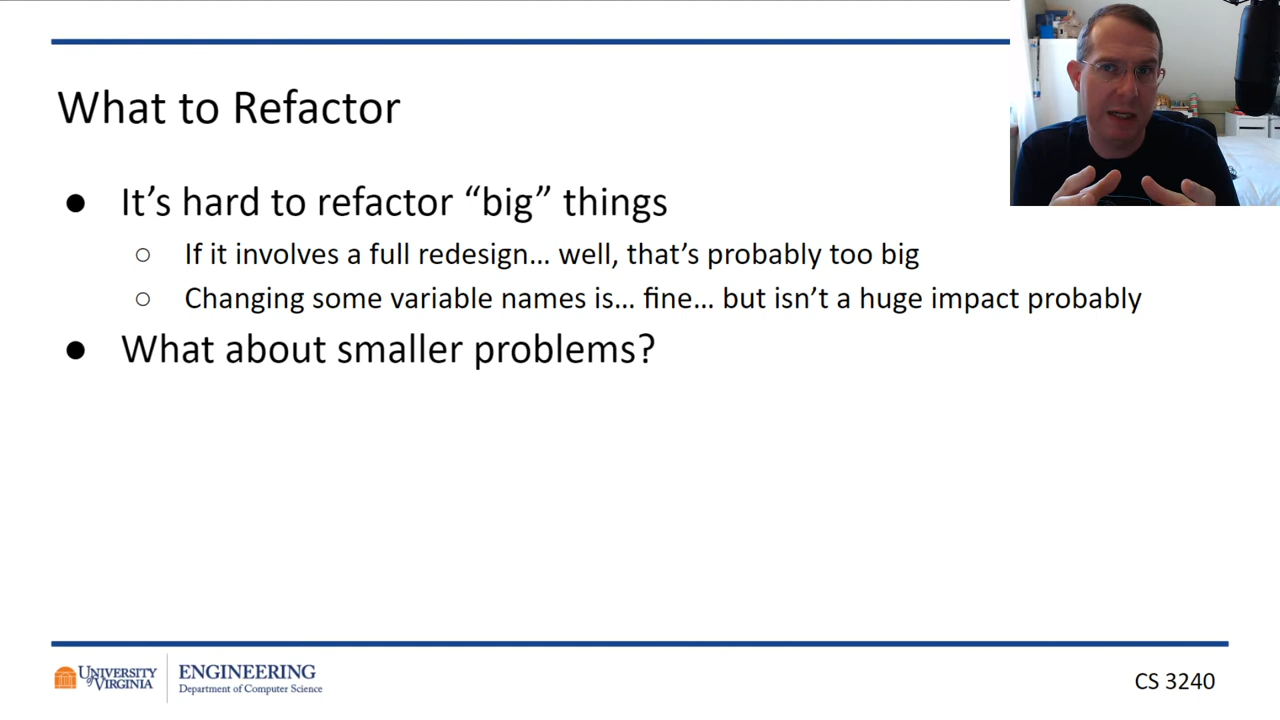 What to Refactor
● It’s hard to refactor “big” things
○ If it involves a full redesign... well, that’s probably too big
○ Changing some variable names is... fine... but isn’t a huge impact probably
● What about smaller problems?
UNIVERSITY
of VIRGINIA
ENGINEERING
Department of Computer Science
CS 3240